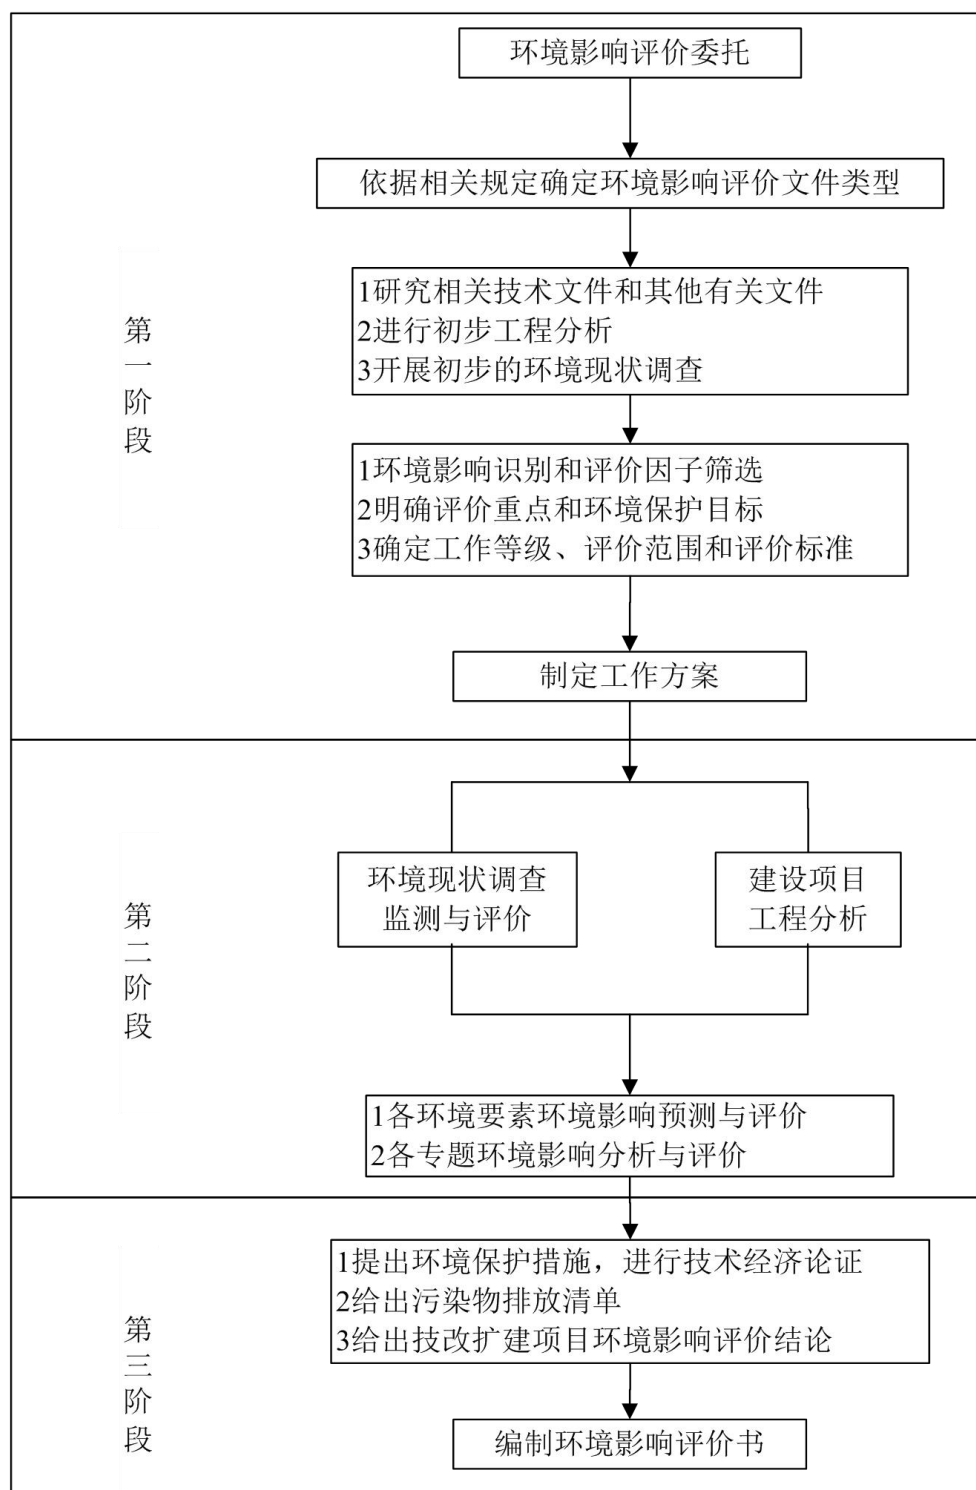 环境影响评价委托
依据相关规定确定环境影响评价文件类型
第一阶段
1研究相关技术文件和其他有关文件
2进行初步工程分析
3开展初步的环境现状调查
1环境影响识别和评价因子筛选
2明确评价重点和环境保护目标
3确定工作等级、评价范围和评价标准
制定工作方案
第二阶段
环境现状调查
监测与评价
建设项目
工程分析
1各环境要素环境影响预测与评价
2各专题环境影响分析与评价
第三阶段
1提出环境保护措施，进行技术经济论证
2给出污染物排放清单
3给出技改扩建项目环境影响评价结论
编制环境影响评价书